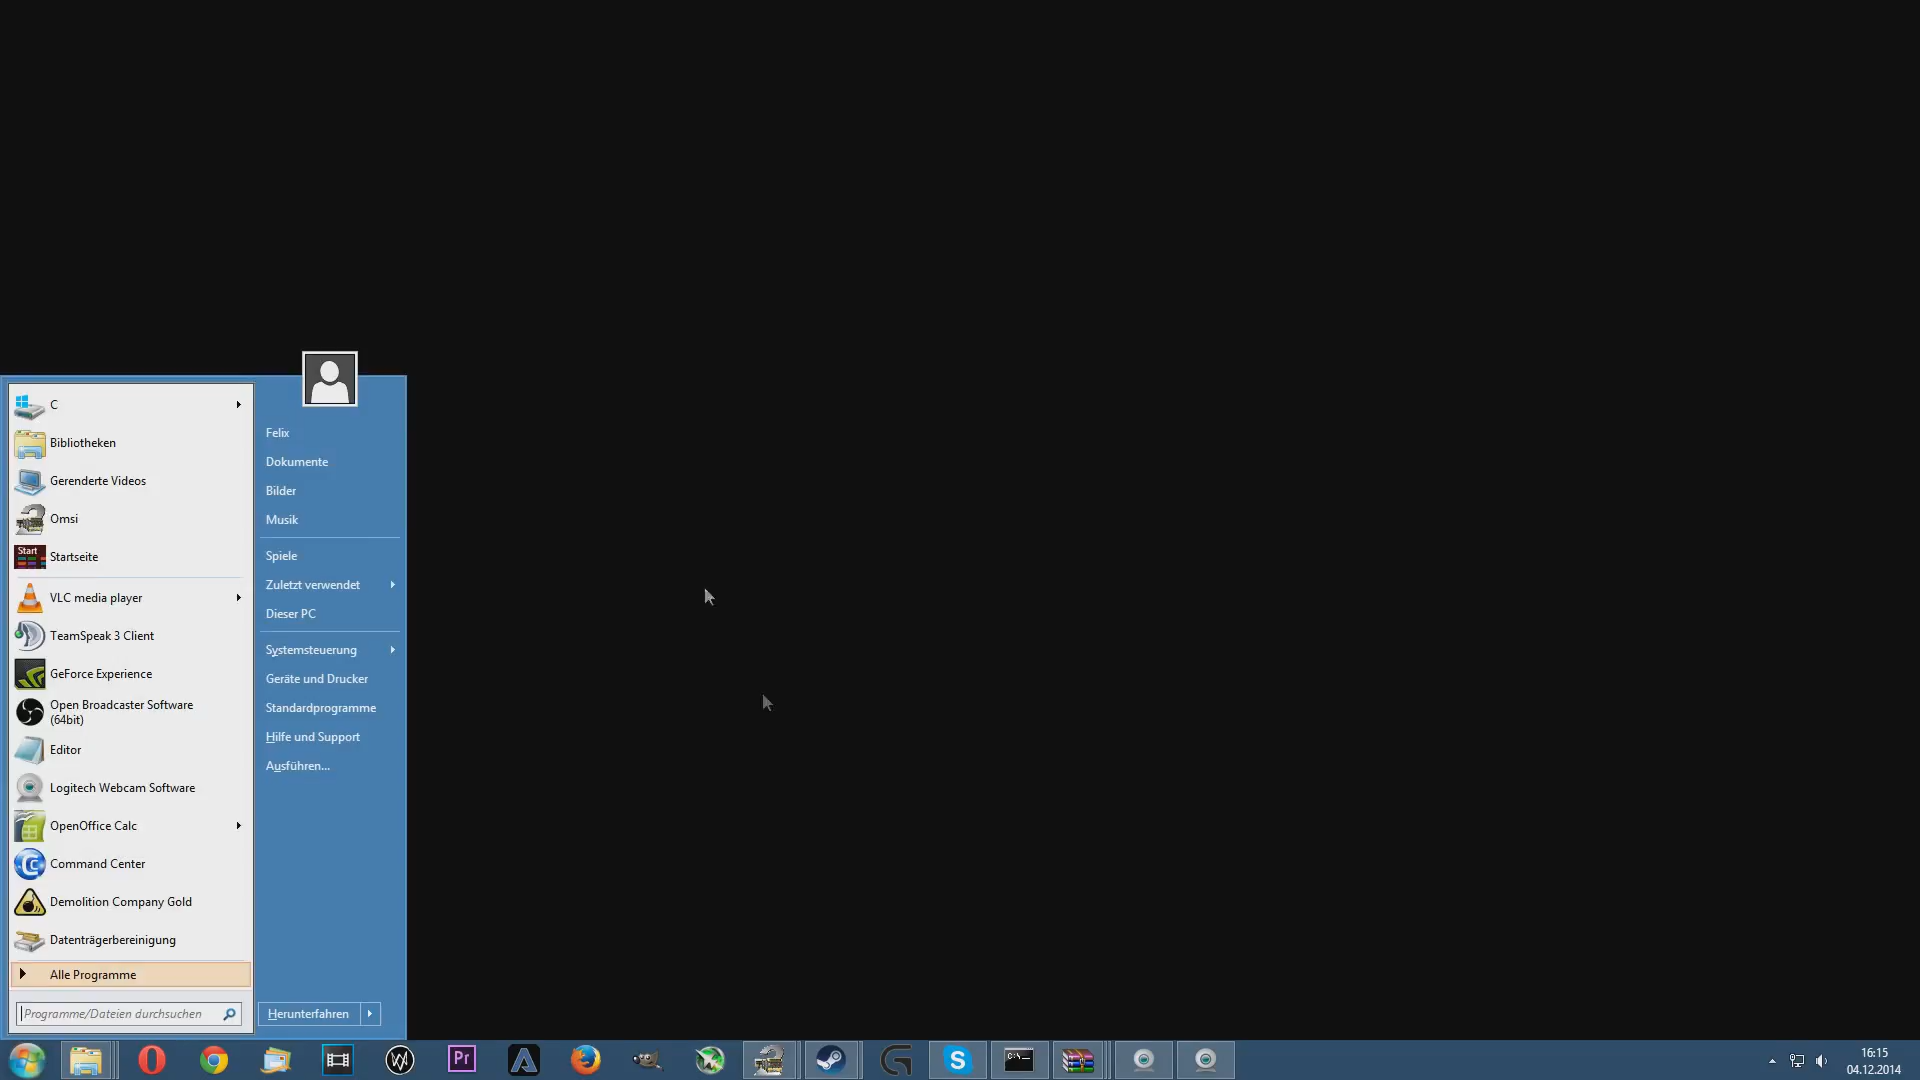 C
Bibliotheken
Gerenderte Videos
Omsi
Start
Startseite
VLC media player
TeamSpeak 3 Client
GeForce Experience
Open Broadcaster Software
(64bit)
Editor
Logitech Webcam Software
OpenOffice Calc
Command Center
Demolition Company Gold
Datenträgerbereinigung
Alle Programme
Programme/Dateien durchsuchen
Felix
Dokumente
Bilder
Musik
Spiele
Zuletzt verwendet
Dieser PC
Systemsteuerung
Geräte und Drucker
Standardprogramme
Hilfe und Support
Ausführen...
Herunterfahren
Pr
C:\
16:15
04.12.2014